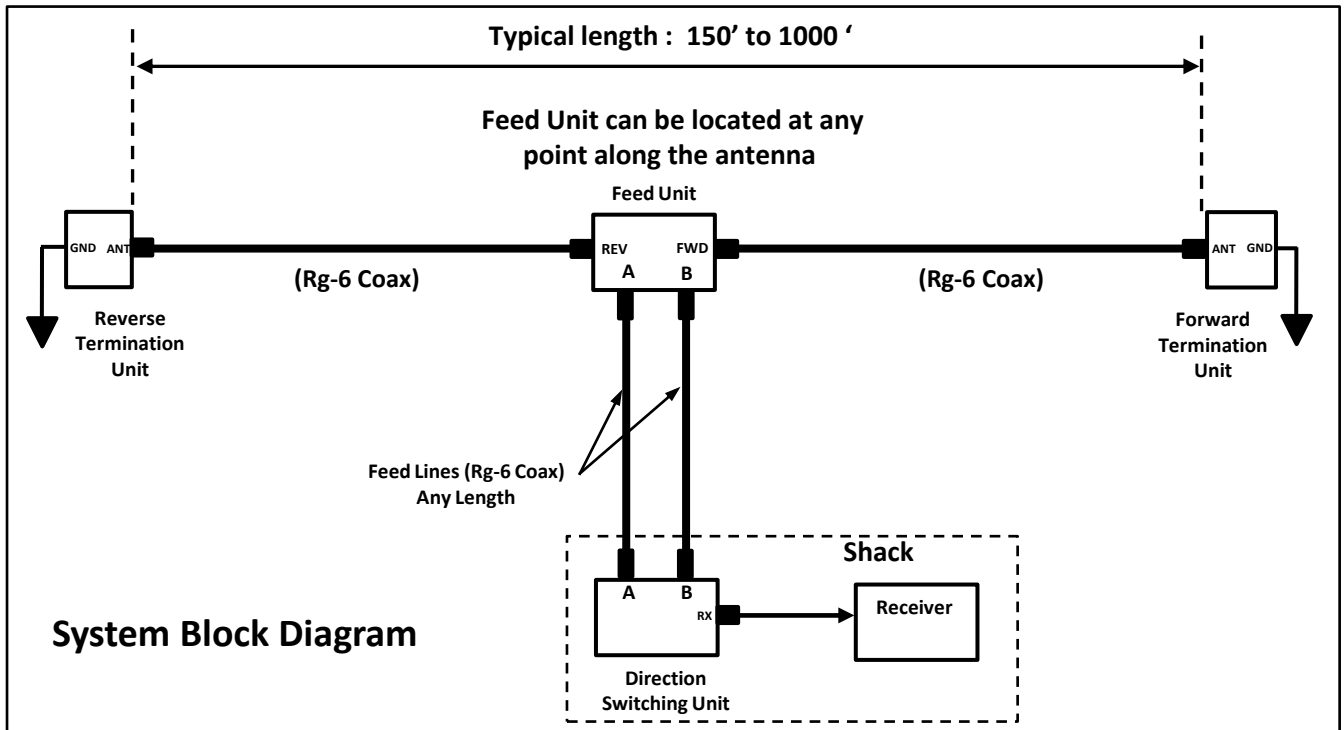 Typical length :  150’ to 1000 ‘
Feed Unit can be located at any
point along the antenna
Feed Unit
GND ANT
REV FWD
A B
ANT GND
(Rg-6 Coax)
(Rg-6 Coax)
Reverse
Termination
Unit
Forward
Termination
Unit
Feed Lines (Rg-6 Coax)
Any Length
Shack
A B
RX
Receiver
System Block Diagram
Direction
Switching Unit